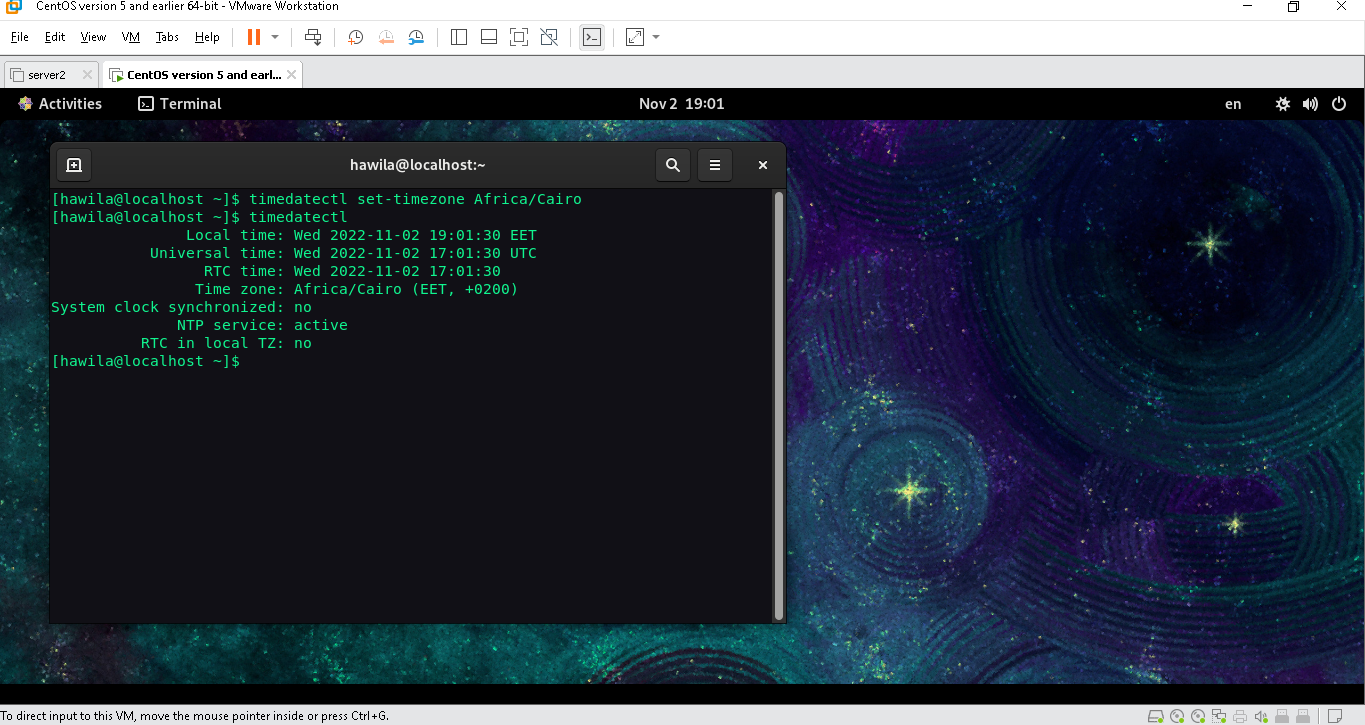 CentOS version 5 and earlier 64-bit - VMware Workstation
File Edit View VM Tabs Help
server2 CentOS version 5 and earl...
Activities Terminal Nov 2 19:01 en
hawila@localhost:~
[hawila@localhost ~]$ timedatectl set-timezone Africa/Cairo
[hawila@localhost ~]$ timedatectl
Local time: Wed 2022-11-02 19:01:30 EET
Universal time: Wed 2022-11-02 17:01:30 UTC
RTC time: Wed 2022-11-02 17:01:30
Time zone: Africa/Cairo (EET, +0200)
System clock synchronized: no
NTP service: active
RTC in local TZ: no
[hawila@localhost ~]$
To direct input to this VM, move the mouse pointer inside or press Ctrl+G.